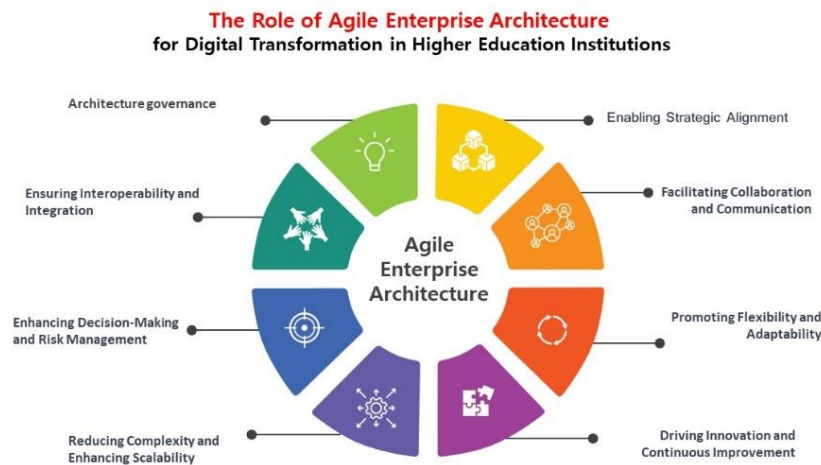 The Role of Agile Enterprise Architecture
for Digital Transformation in Higher Education Institutions
Architecture governance
Enabling Strategic Alignment
Ensuring Interoperability and
Integration
Facilitating Collaboration
and Communication
Agile
Enterprise
Architecture
Enhancing Decision-Making
and Risk Management
Promoting Flexibility and
Adaptability
Reducing Complexity and
Enhancing Scalability
Driving Innovation and
Continuous Improvement